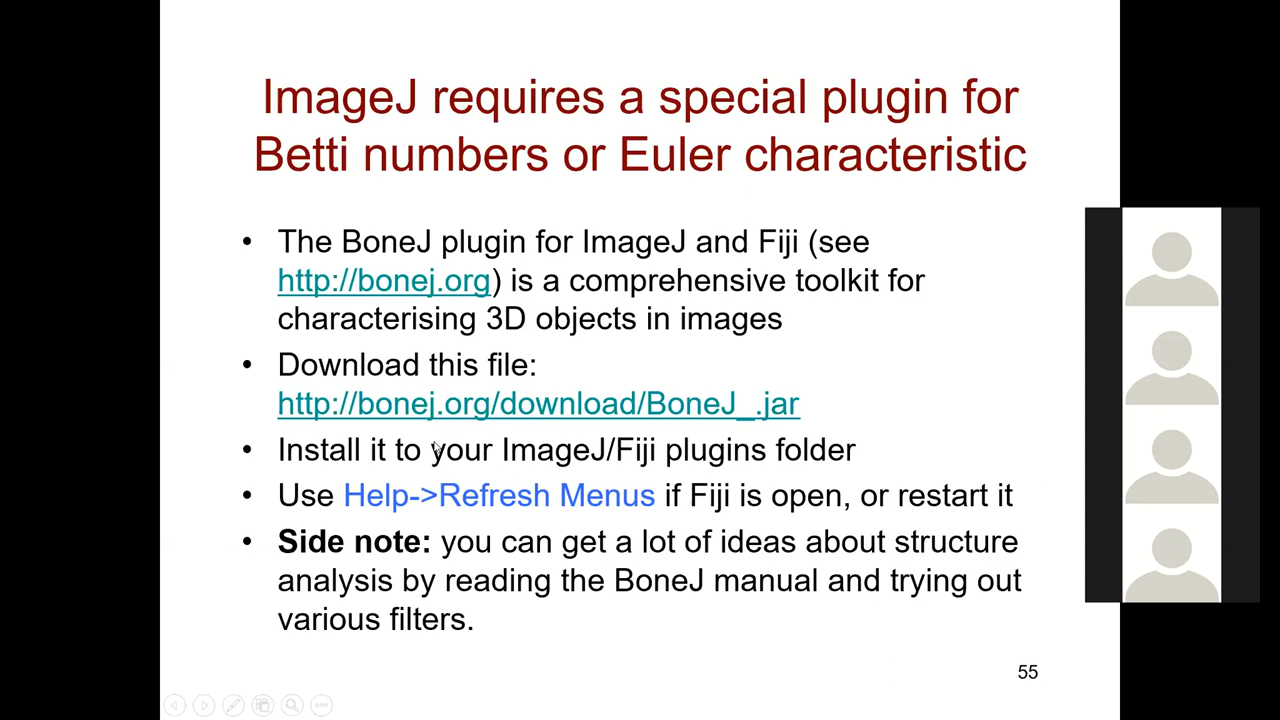 ImageJ requires a special plugin for
Betti numbers or Euler characteristic
• The BoneJ plugin for ImageJ and Fiji (see
http://bonej.org) is a comprehensive toolkit for
characterising 3D objects in images
• Download this file:
http://bonej.org/download/BoneJ_.jar
• Install it to your ImageJ/Fiji plugins folder
• Use Help->Refresh Menus if Fiji is open, or restart it
• Side note: you can get a lot of ideas about structure
analysis by reading the BoneJ manual and trying out
various filters.
55